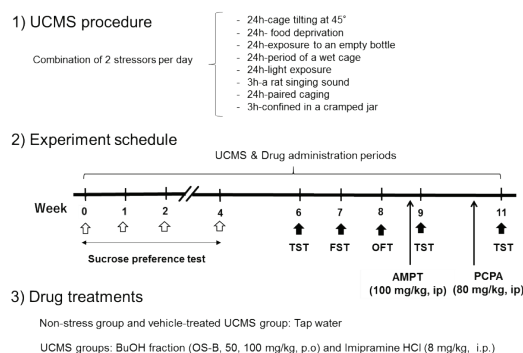 1) UCMS procedure
Combination of 2 stressors per day
- 24h-cage tilting at 45°
- 24h- food deprivation
- 24h-exposure to an empty bottle
- 24h-period of a wet cage
- 24h-light exposure
- 3h-a rat singing sound
- 24h-paired caging
- 3h-confined in a cramped jar
2) Experiment schedule
UCMS & Drug administration periods
Week 0 1 2 4 6 7 8 9 11
Sucrose preference test
TST FST OFT TST TST
AMPT PCPA
(100 mg/kg, ip) (80 mg/kg, ip)
3) Drug treatments
Non-stress group and vehicle-treated UCMS group: Tap water
UCMS groups: BuOH fraction (OS-B, 50, 100 mg/kg, p.o) and Imipramine HCl (8 mg/kg, i.p.)